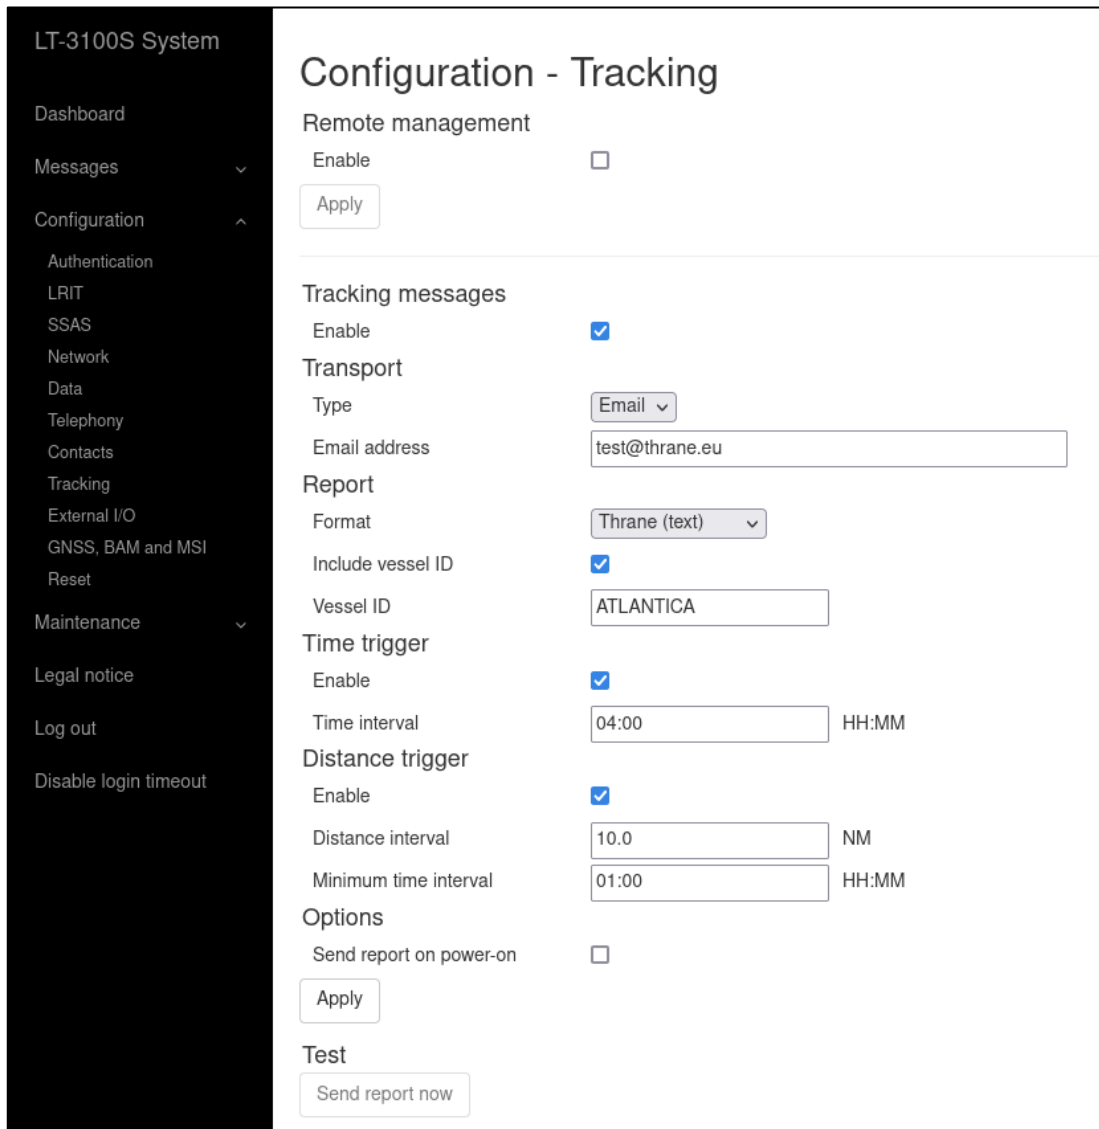 LT-3100S System
Dashboard
Messages
Configuration
Authentication
LRIT
SSAS
Network
Data
Telephony
Contacts
Tracking
External I/O
GNSS, BAM and MSI
Reset
Maintenance
Legal notice
Log out
Disable login timeout
Configuration - Tracking
Remote management
Enable
Apply
Tracking messages
Enable
Transport
Type Email
Email address test@thrane.eu
Report
Format Thrane (text)
Include vessel ID
Vessel ID ATLANTICA
Time trigger
Enable
Time interval 04:00 HH:MM
Distance trigger
Enable
Distance interval 10.0 NM
Minimum time interval 01:00 HH:MM
Options
Send report on power-on
Apply
Test
Send report now